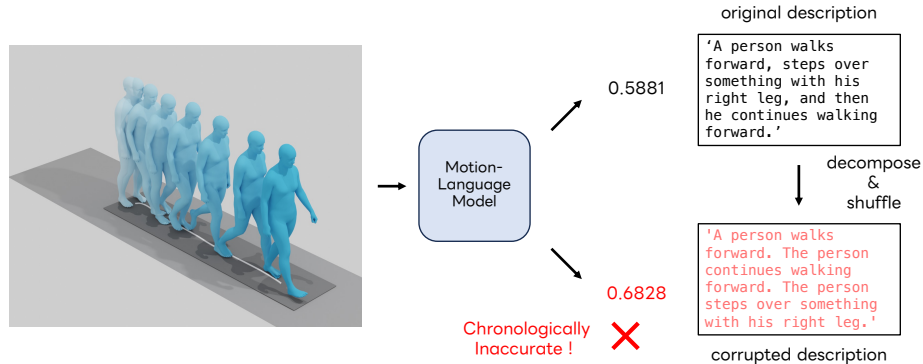 original description
'A person walks
forward, steps over
something with his
right leg, and then
he continues walking
forward.'
0.5881
Motion-
Language
Model
decompose
&
shuffle
'A person walks
forward. The person
continues walking
forward. The person
steps over something
with his right leg.'
0.6828
Chronologically
Inaccurate !
corrupted description